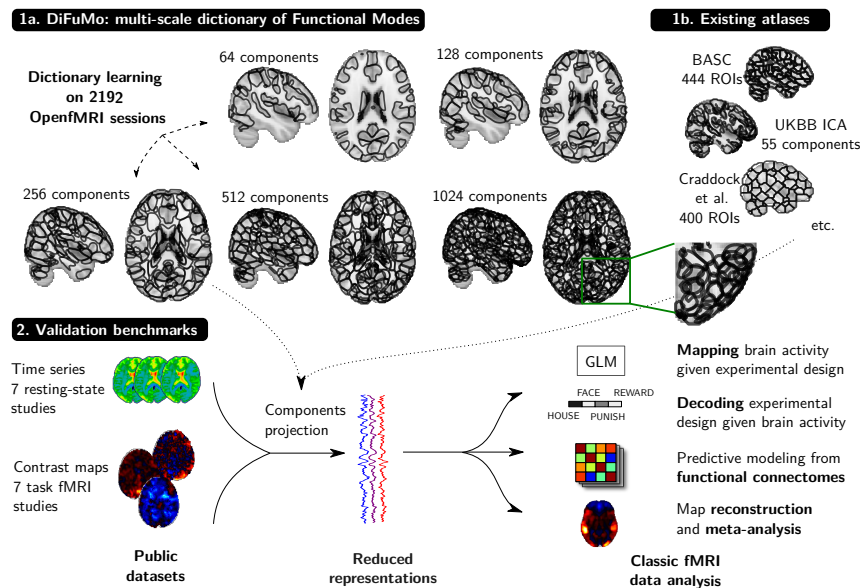 1a. DiFuMo: multi-scale dictionary of Functional Modes
1b. Existing atlases
Dictionary learning
on 2192
OpenfMRI sessions
64 components
128 components
256 components
512 components
1024 components
BASC
444 ROIs
UKBB ICA
55 components
Craddock
et al.
400 ROIs
etc.
2. Validation benchmarks
Time series
7 resting-state
studies
Contrast maps
7 task fMRI
studies
Public
datasets
Components
projection
Reduced
representations
GLM
FACE REWARD
HOUSE PUNISH
Mapping brain activity
given experimental design
Decoding experimental
design given brain activity
Predictive modeling from
functional connectomes
Map reconstruction
and meta-analysis
Classic fMRI
data analysis